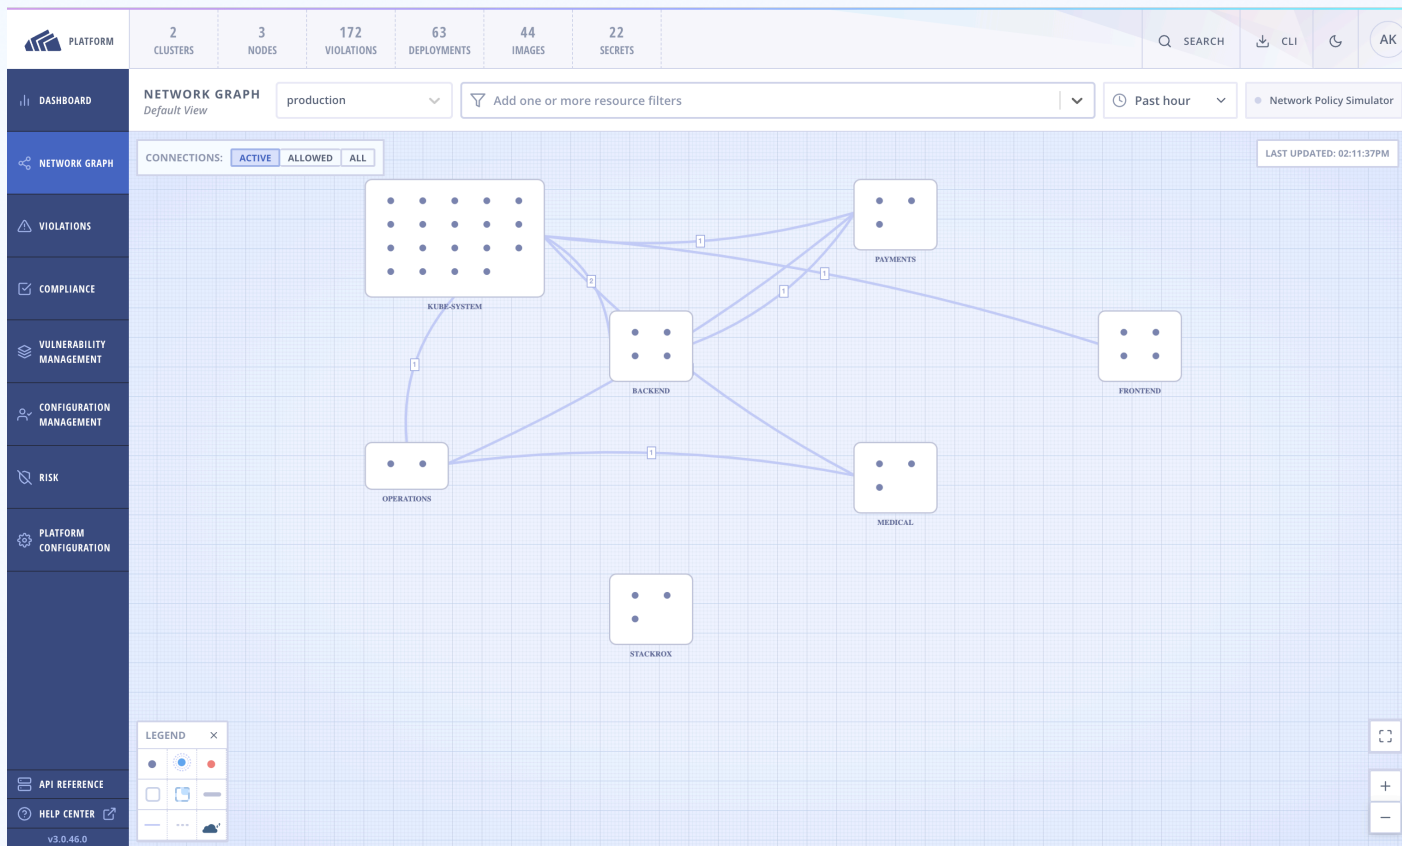 PLATFORM
2
CLUSTERS
3
NODES
172
VIOLATIONS
63
DEPLOYMENTS
44
IMAGES
22
SECRETS
SEARCH
CLI
AK
DASHBOARD
NETWORK GRAPH
VIOLATIONS
COMPLIANCE
VULNERABILITY
MANAGEMENT
CONFIGURATION
MANAGEMENT
RISK
PLATFORM
CONFIGURATION
API REFERENCE
HELP CENTER
v3.0.46.0
NETWORK GRAPH
Default View
production
Add one or more resource filters
Past hour
Network Policy Simulator
CONNECTIONS: ACTIVE ALLOWED ALL
LAST UPDATED: 02:11:37PM
1
PAYMENTS
1
2
1
KUBE-SYSTEM
1
BACKEND
FRONTEND
1
OPERATIONS
MEDICAL
STACKROX
LEGEND